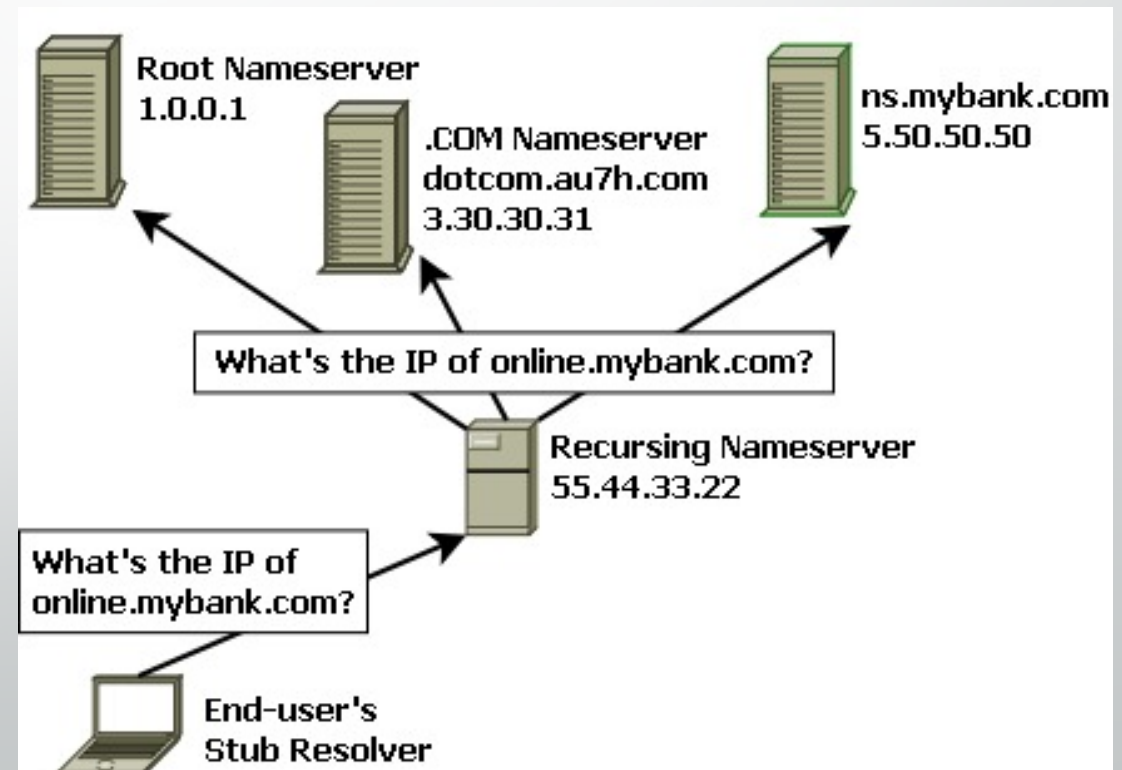 Root Nameserver
1.0.0.1
.COM Nameserver
dotcom.au7h.com
3.30.30.31
ns.mybank.com
5.50.50.50
What's the IP of online.mybank.com?
Recursing Nameserver
55.44.33.22
What's the IP of
online.mybank.com?
End-user's
Stub Resolver